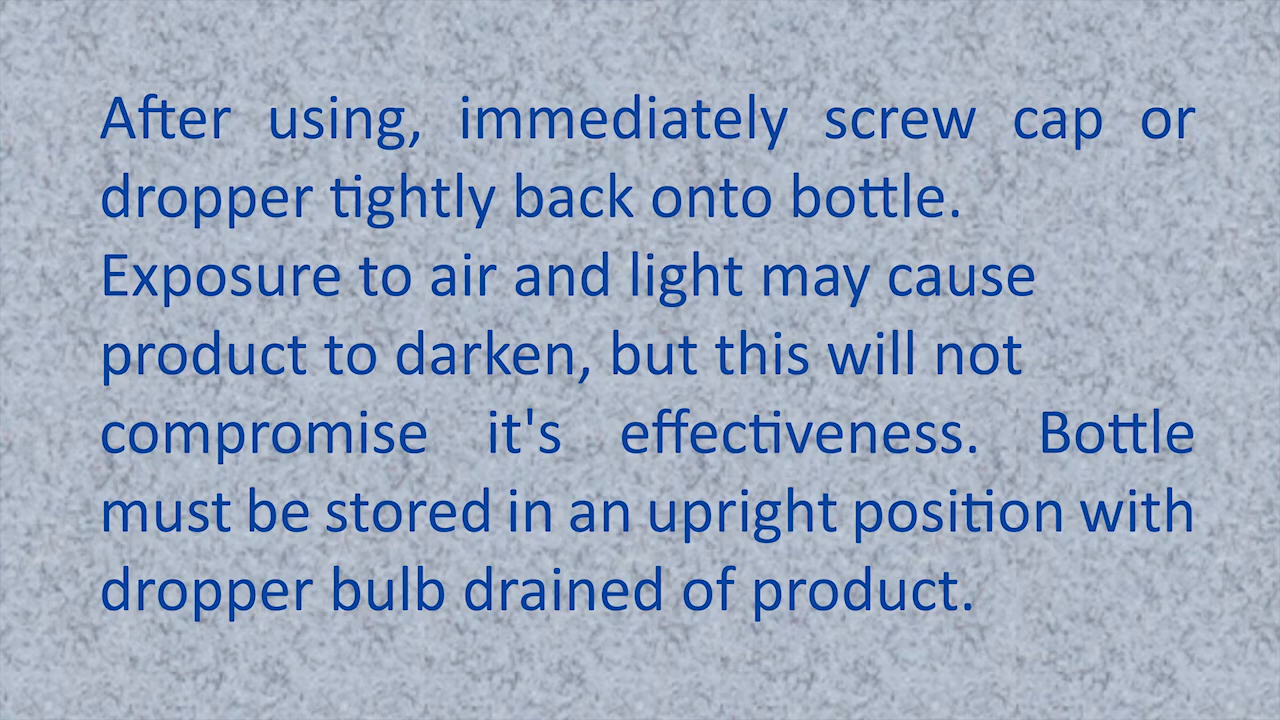 After using, immediately screw cap or
dropper tightly back onto bottle.
Exposure to air and light may cause
product to darken, but this will not
compromise it's effectiveness. Bottle
must be stored in an upright position with
dropper bulb drained of product.